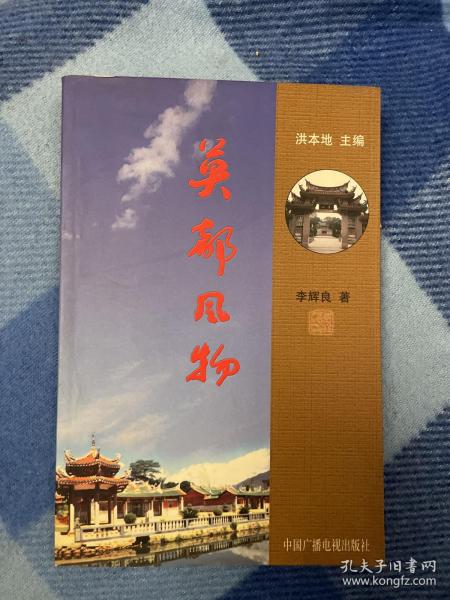 英都风物
洪本地 主编
李辉良 著
中国广播电视出版社
孔夫子旧书网
www.kongfz.com